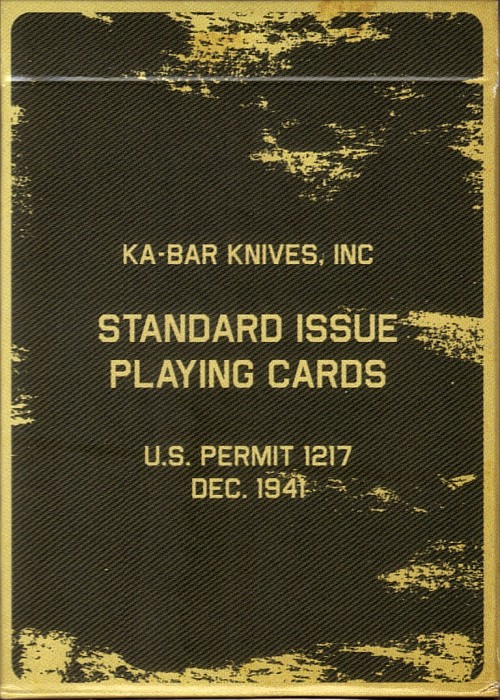 KA-BAR KNIVES, INC
STANDARD ISSUE
PLAYING CARDS
U.S. PERMIT 1217
DEC. 1941